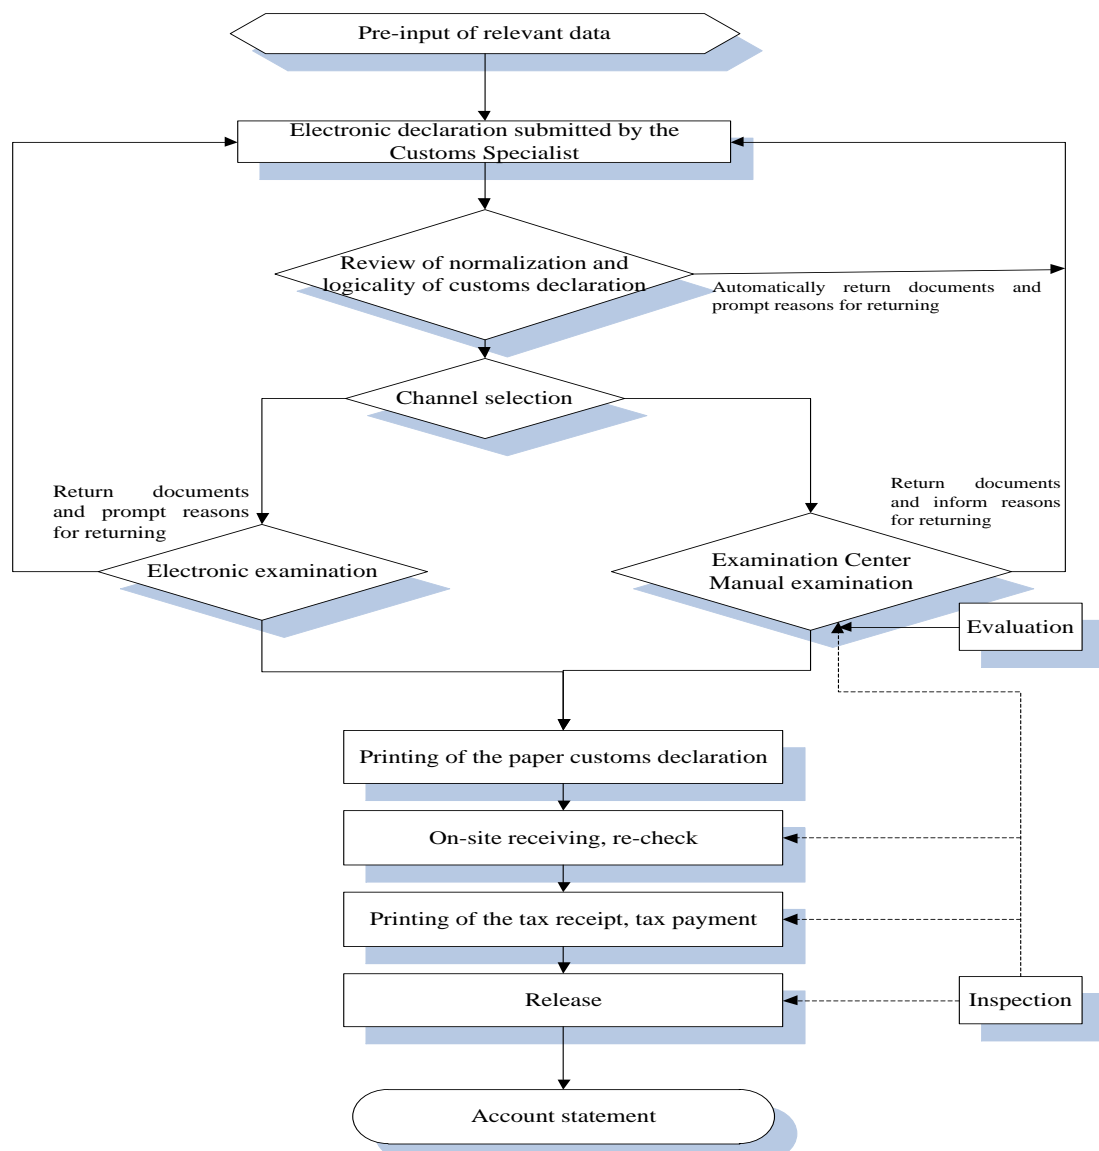 Pre-input of relevant data
Electronic declaration submitted by the
Customs Specialist
Review of normalization and
logicality of customs declaration
Automatically return documents and
prompt reasons for returning
Channel selection
Return documents
and prompt reasons
for returning
Return documents
and inform reasons
for returning
Electronic examination
Examination Center
Manual examination
Evaluation
Printing of the paper customs declaration
On-site receiving, re-check
Printing of the tax receipt, tax payment
Release
Inspection
Account statement